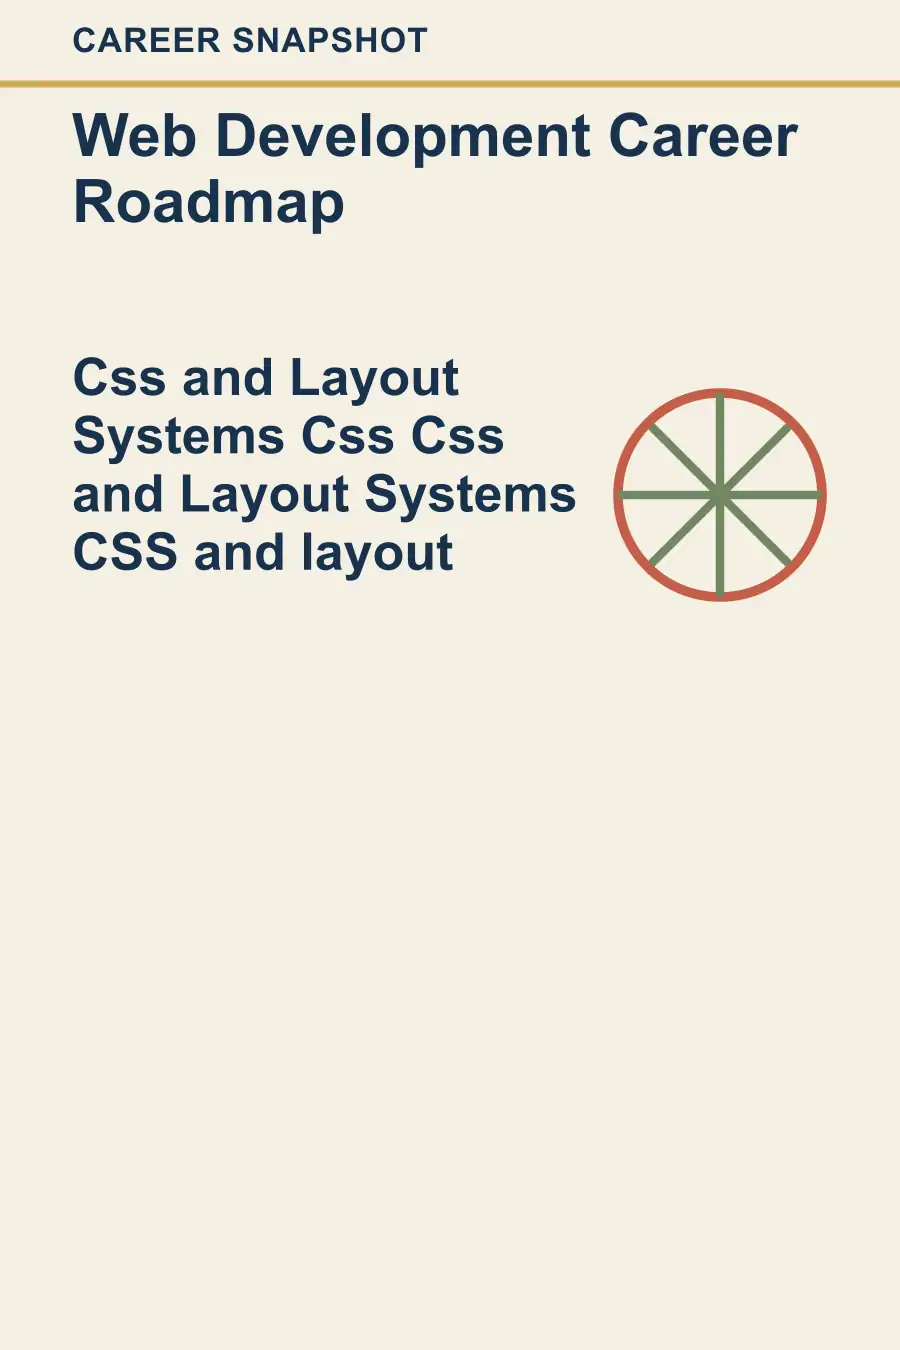 CAREER SNAPSHOT
Web Development Career
Roadmap
Css and Layout
Systems Css Css
and Layout Systems
CSS and layout